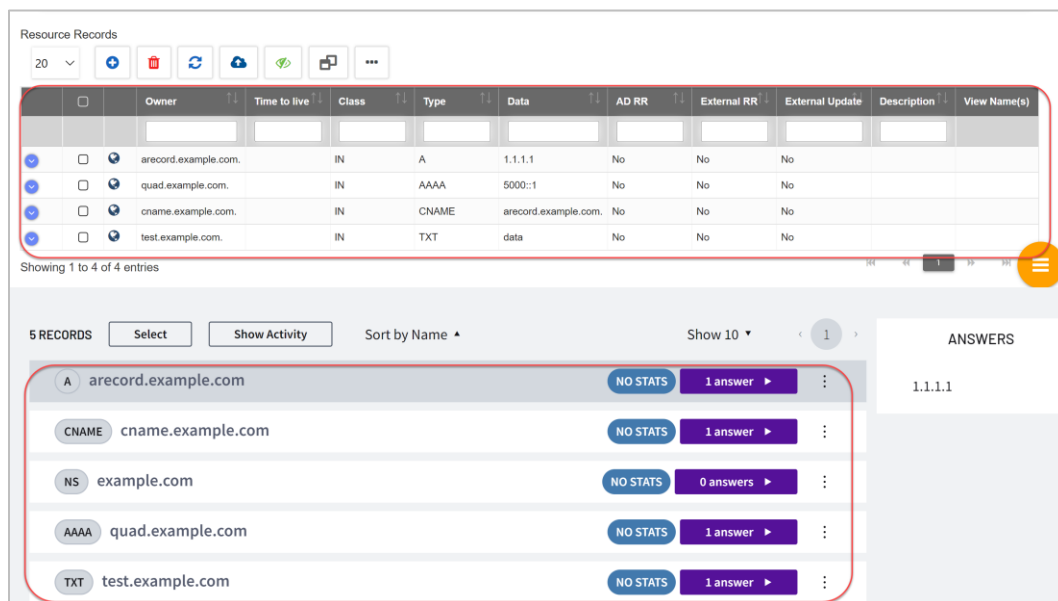 Resource Records
20
Owner Time to live Class Type Data AD RR External RR External Update Description View Name(s)
arecord.example.com. IN A 1.1.1.1 No No No
quad.example.com. IN AAAA 5000::1 No No No
cname.example.com. IN CNAME arecord.example.com. No No No
test.example.com. IN TXT data No No No
Showing 1 to 4 of 4 entries 1
5 RECORDS Select Show Activity Sort by Name Show 10 1 ANSWERS
A arecord.example.com NO STATS 1 answer 1.1.1.1
CNAME cname.example.com NO STATS 1 answer
NS example.com NO STATS 0 answers
AAAA quad.example.com NO STATS 1 answer
TXT test.example.com NO STATS 1 answer